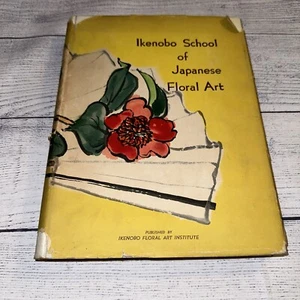 Ikenobo School
of
Japanese
Floral Art
PUBLISHED BY
IKENOBO FLORAL ART INSTITUTE